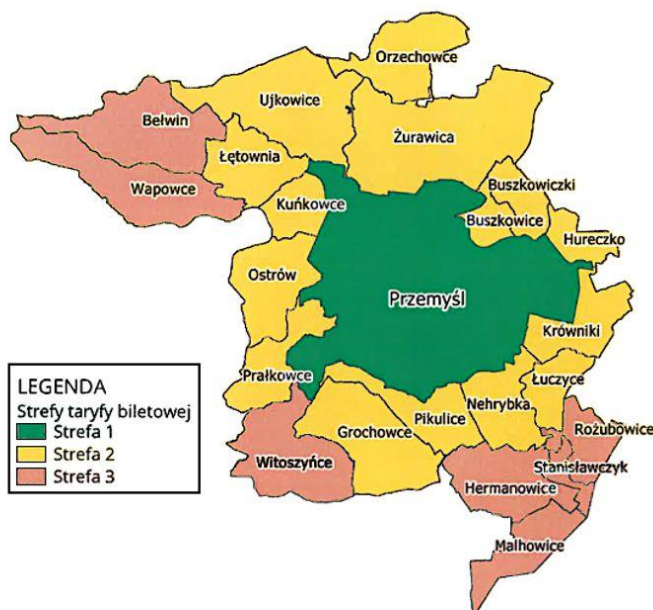 Orzechowce
Ujkowice
Bełwin
Żurawica
Łętownia
Wapowce
Buszkowiczki
Kuńkowce
Buszkowice
Hureczko
Ostrów
Przemyśl
Krówniki
Prałkowce
Łuczyce
Nehrybka
Pikulice
Rożubowice
Grochowce
Witoszyńce
Stanisławczyk
Hermanowice
Malhowice
LEGENDA
Strefy taryfy biletowej
Strefa 1
Strefa 2
Strefa 3